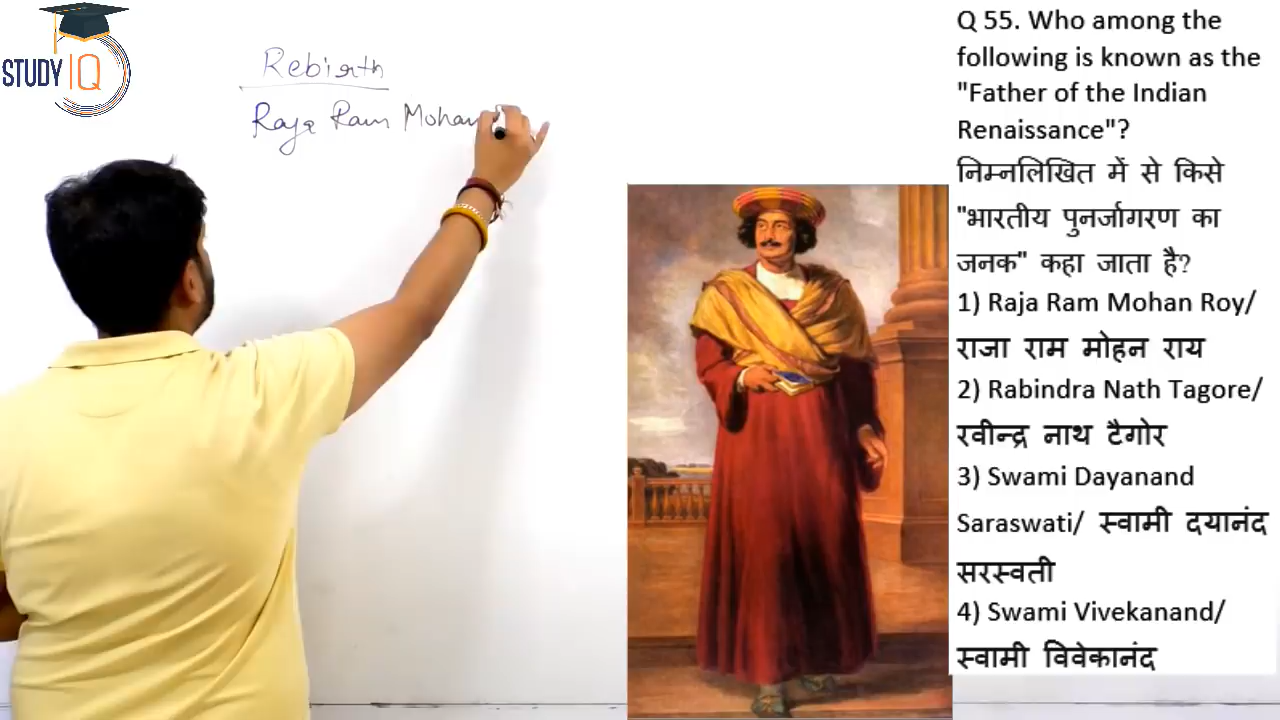 STUDY IQ
Rebirth
Raja Ram Mohan
Q 55. Who among the
following is known as the
"Father of the Indian
Renaissance"?
निम्नलिखित में से किसे
"भारतीय पुनर्जागरण का
जनक" कहा जाता है?
1) Raja Ram Mohan Roy/
राजा राम मोहन राय
2) Rabindra Nath Tagore/
रवीन्द्र नाथ टैगोर
3) Swami Dayanand
Saraswati/ स्वामी दयानंद
सरस्वती
4) Swami Vivekanand/
स्वामी विवेकानंद